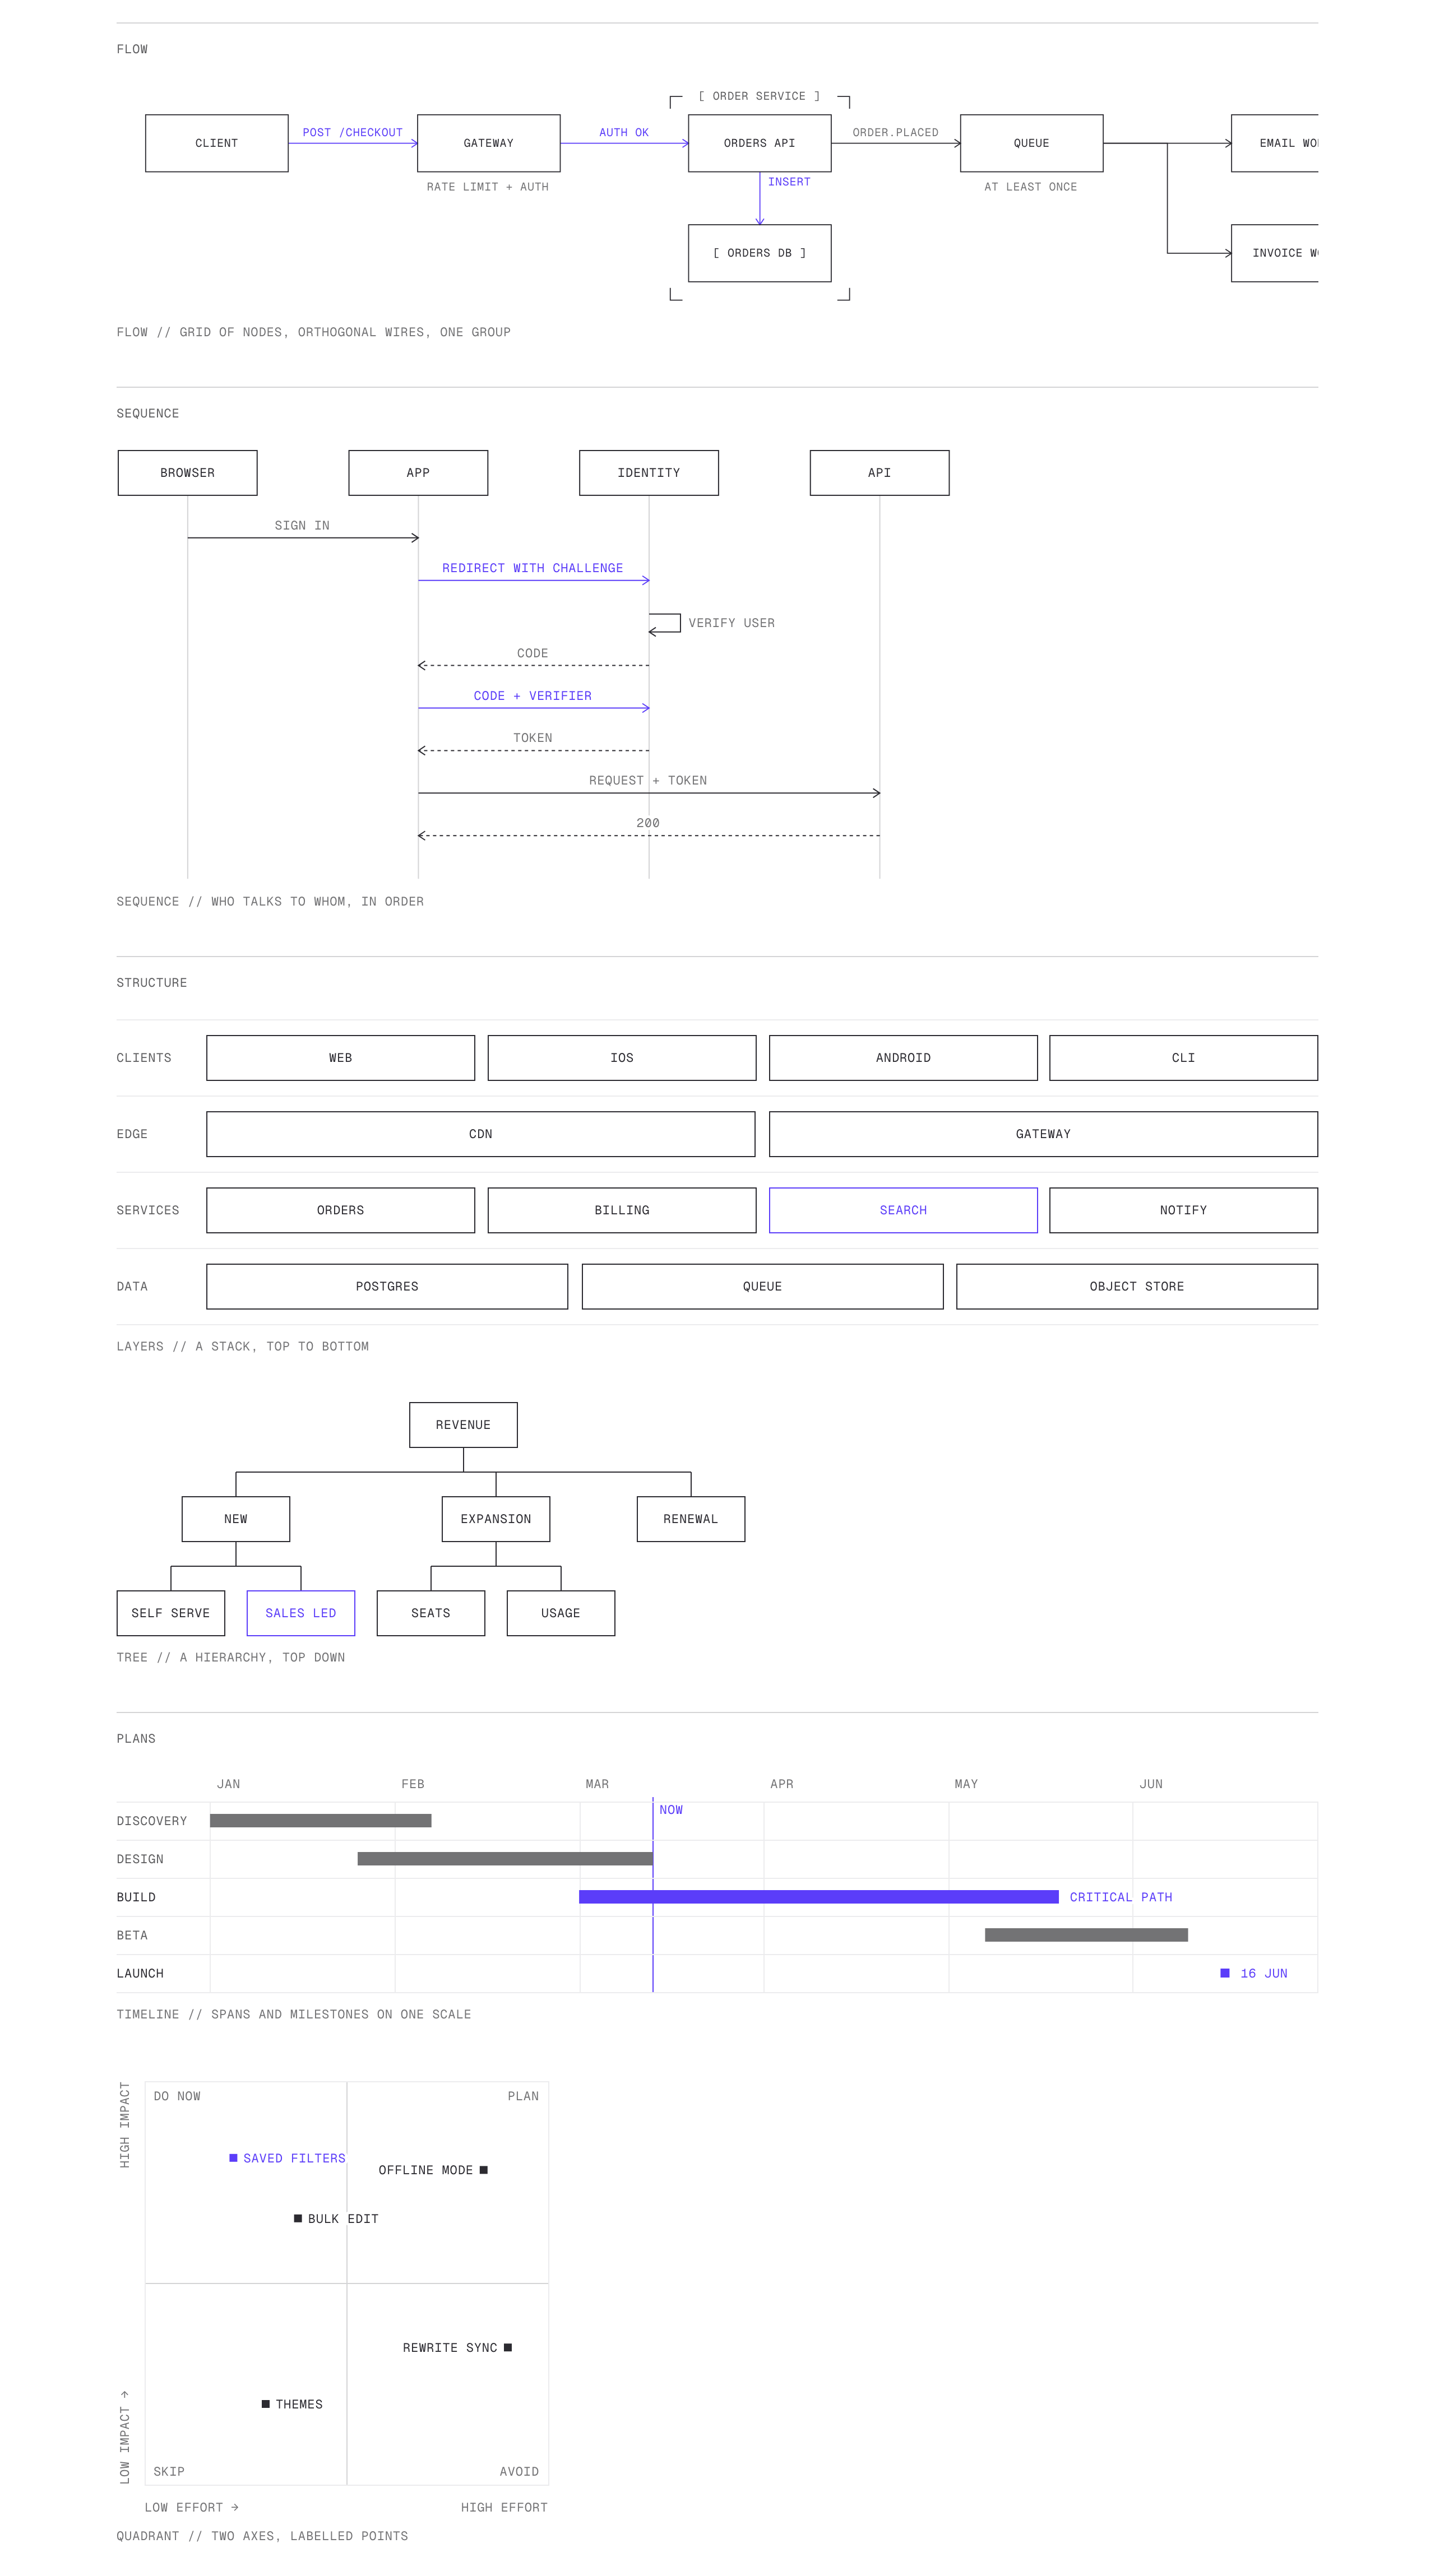 FLOW
[ ORDER SERVICE ]
CLIENT
POST /CHECKOUT
GATEWAY
AUTH OK
ORDERS API
ORDER.PLACED
QUEUE
EMAIL
RATE LIMIT + AUTH
INSERT
AT LEAST ONCE
[ ORDERS DB ]
INVOICE
FLOW // GRID OF NODES, ORTHOGONAL WIRES, ONE GROUP
SEQUENCE
BROWSER
APP
IDENTITY
API
SIGN IN
REDIRECT WITH CHALLENGE
VERIFY USER
CODE
CODE + VERIFIER
TOKEN
REQUEST + TOKEN
200
SEQUENCE // WHO TALKS TO WHOM, IN ORDER
STRUCTURE
CLIENTS
WEB
IOS
ANDROID
CLI
EDGE
CDN
GATEWAY
SERVICES
ORDERS
BILLING
SEARCH
NOTIFY
DATA
POSTGRES
QUEUE
OBJECT STORE
LAYERS // A STACK, TOP TO BOTTOM
REVENUE
NEW
EXPANSION
RENEWAL
SELF SERVE
SALES LED
SEATS
USAGE
TREE // A HIERARCHY, TOP DOWN
PLANS
JAN
FEB
MAR
APR
MAY
JUN
NOW
DISCOVERY
DESIGN
BUILD
CRITICAL PATH
BETA
LAUNCH
16 JUN
TIMELINE // SPANS AND MILESTONES ON ONE SCALE
HIGH IMPACT
DO NOW
PLAN
SAVED FILTERS
OFFLINE MODE
BULK EDIT
REWRITE SYNC
THEMES
LOW IMPACT →
SKIP
AVOID
LOW EFFORT →
HIGH EFFORT
QUADRANT // TWO AXES, LABELLED POINTS